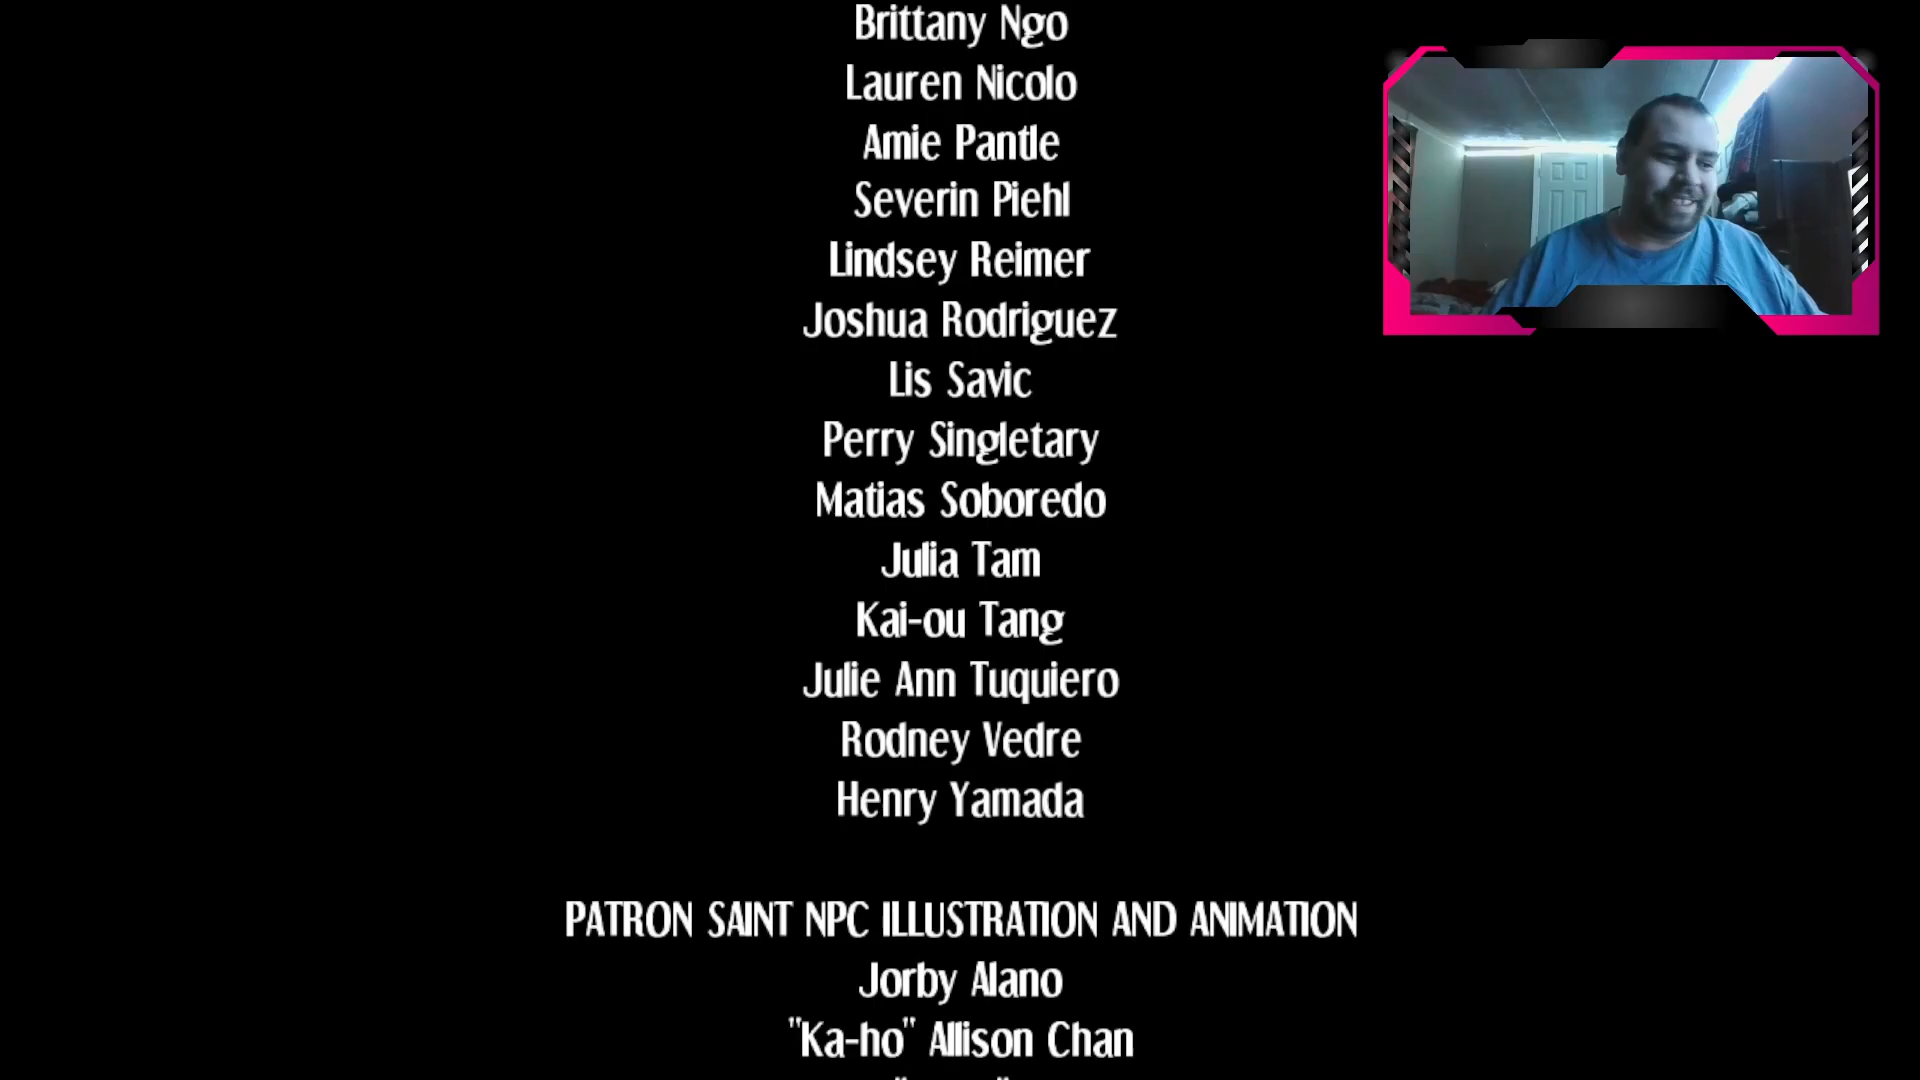 Brittany Ngo
Lauren Nicolo
Amie Pantle
Severin Piehl
Lindsey Reimer
Joshua Rodriguez
Lis Savic
Perry Singletary
Matias Soboredo
Julia Tam
Kai-ou Tang
Julie Ann Tuquiero
Rodney Vedre
Henry Yamada
PATRON SAINT NPC ILLUSTRATION AND ANIMATION
Jorby Alano
"Ka-ho" Allison Chan